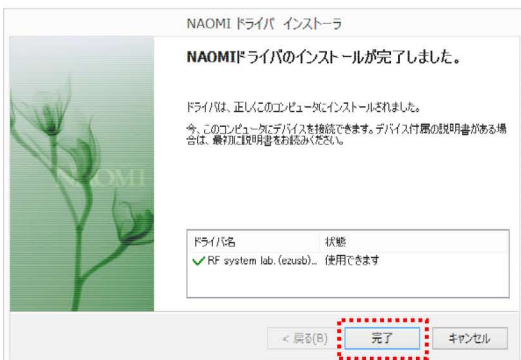 NAOMI ドライバ インストーラ
NAOMIドライバのインストールが完了しました。
ドライバは、正しくこのコンピュータにインストールされました。
今、このコンピュータにデバイスを接続できます。デバイス付属の説明書がある場
合は、最初に説明書をお読みください。
NAOMI
ドライバ名 状態
RF system lab. (ezusb)... 使用できます
< 戻る(B) 完了 キャンセル